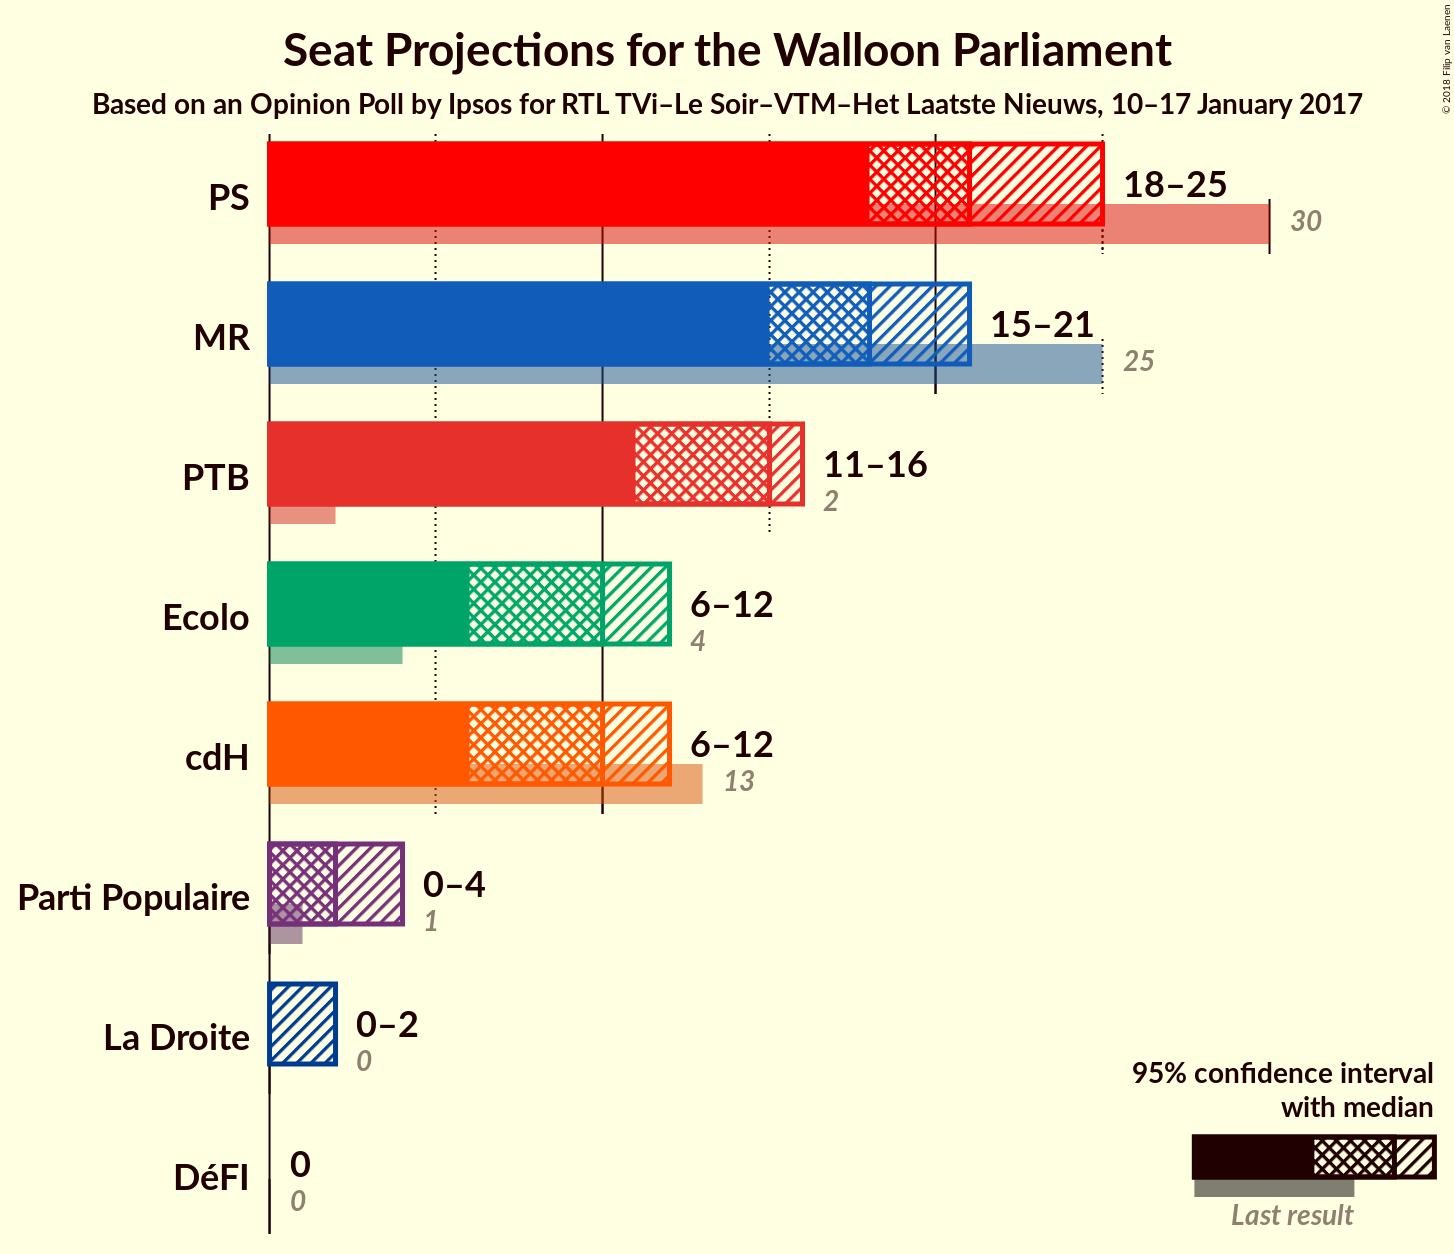 Seat Projections for the Walloon Parliament
Based on an Opinion Poll by Ipsos for RTL TVi–Le Soir–VTM–Het Laatste Nieuws, 10–17 January 2017
© 2018 Filip van Laenen
PS
18–25
30
MR
15–21
25
PTB
11–16
2
Ecolo
6–12
4
cdH
6–12
13
Parti Populaire
0–4
1
La Droite
0–2
0
DéFI
0
0
95% confidence interval
with median
Last result